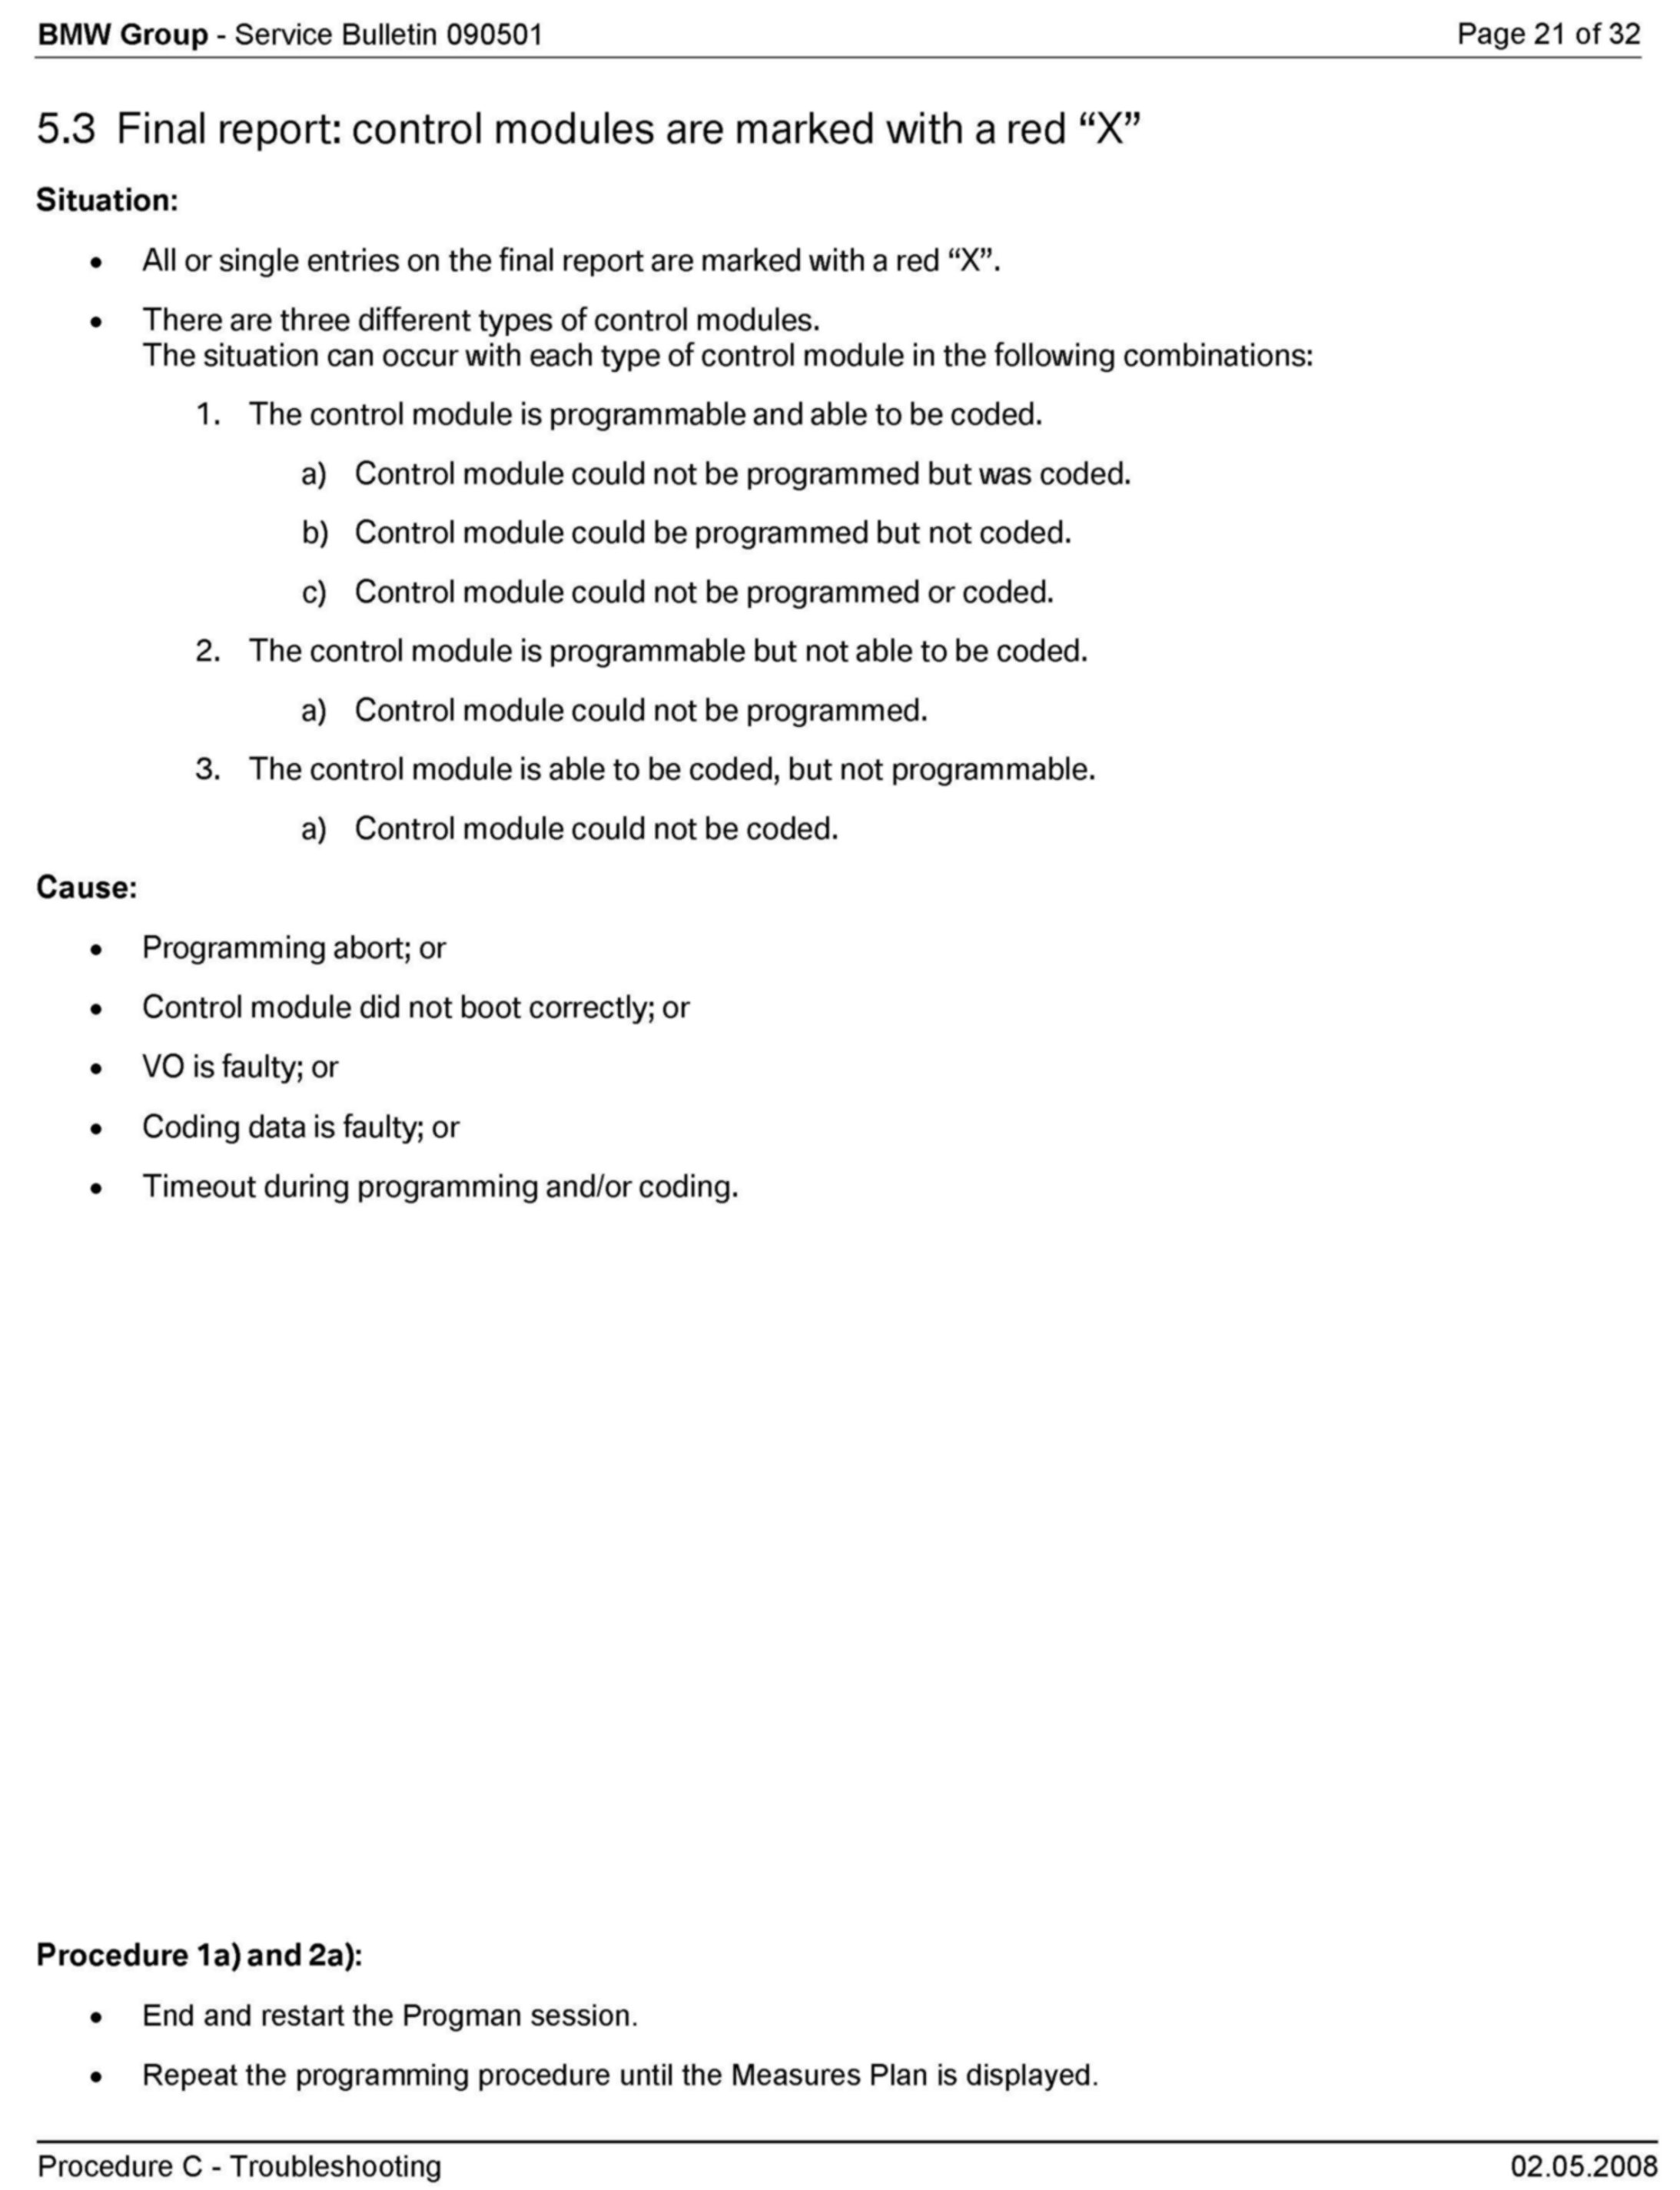 BMW Group - Service Bulletin 090501
Page 21 of 32
5.3 Final report: control modules are marked with a red “X”
Situation:
• All or single entries on the final report are marked with a red “X”.
• There are three different types of control modules.
The situation can occur with each type of control module in the following combinations:
1. The control module is programmable and able to be coded.
a) Control module could not be programmed but was coded.
b) Control module could be programmed but not coded.
c) Control module could not be programmed or coded.
2. The control module is programmable but not able to be coded.
a) Control module could not be programmed.
3. The control module is able to be coded, but not programmable.
a) Control module could not be coded.
Cause:
• Programming abort; or
• Control module did not boot correctly; or
• VO is faulty; or
• Coding data is faulty; or
• Timeout during programming and/or coding.
Procedure 1a) and 2a):
• End and restart the Progman session.
• Repeat the programming procedure until the Measures Plan is displayed.
Procedure C - Troubleshooting
02.05.2008